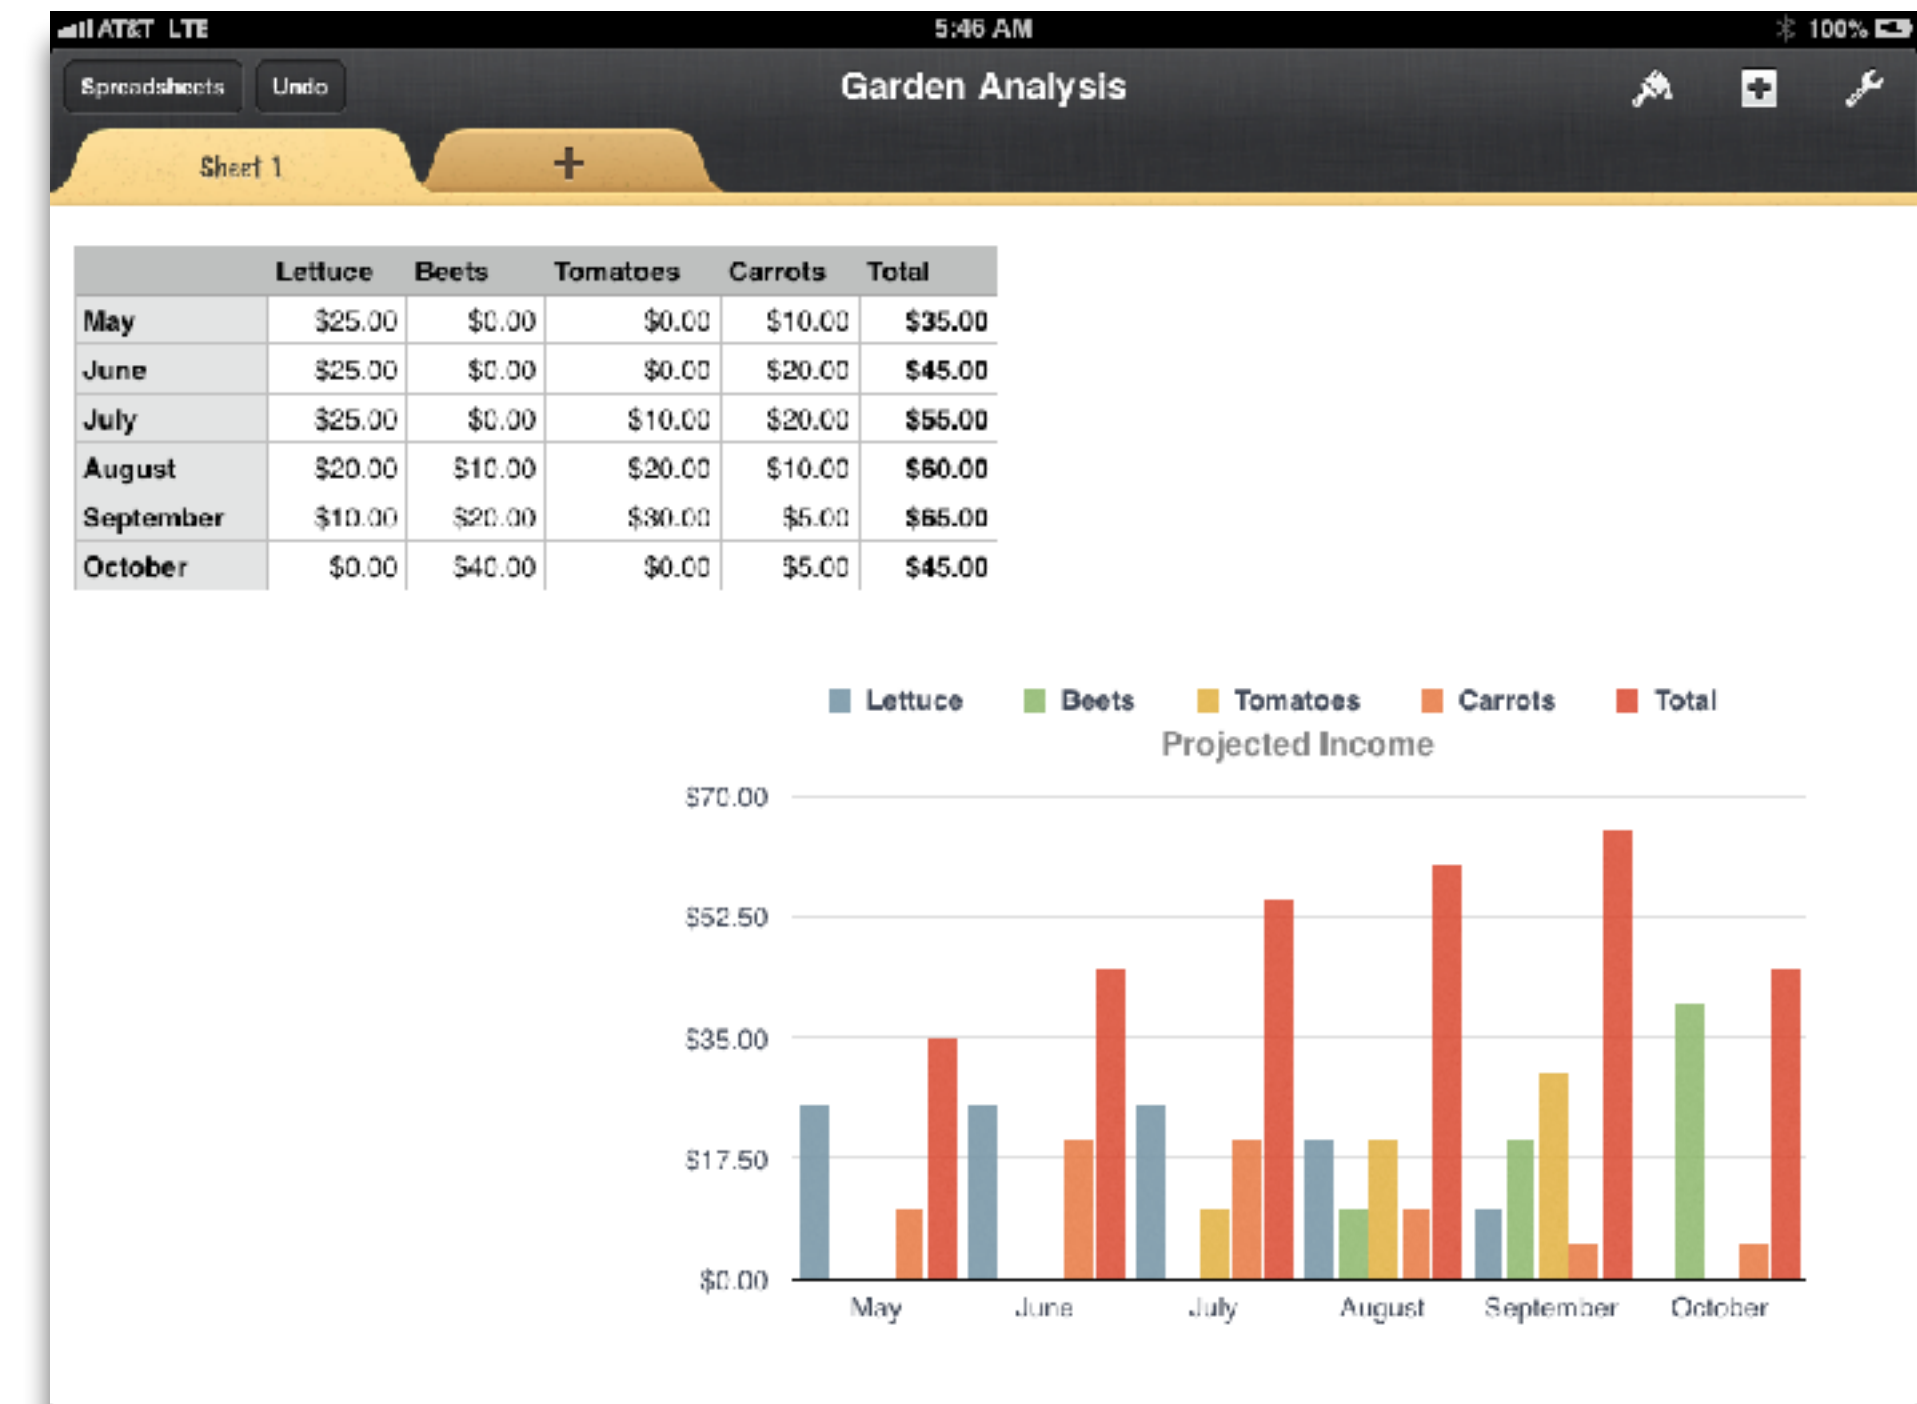 AT&T LTE 5:46 AM 100%
Spreadsheets Undo Garden Analysis
Sheet 1 +
Lettuce Beets Tomatoes Carrots Total
May $25.00 $0.00 $0.00 $10.00 $35.00
June $25.00 $0.00 $0.00 $20.00 $45.00
July $25.00 $0.00 $10.00 $20.00 $55.00
August $20.00 $10.00 $20.00 $10.00 $60.00
September $10.00 $20.00 $30.00 $5.00 $65.00
October $0.00 $40.00 $0.00 $5.00 $45.00
Lettuce Beets Tomatoes Carrots Total
Projected Income
$70.00
$52.50
$35.00
$17.50
$0.00
May June July August September October